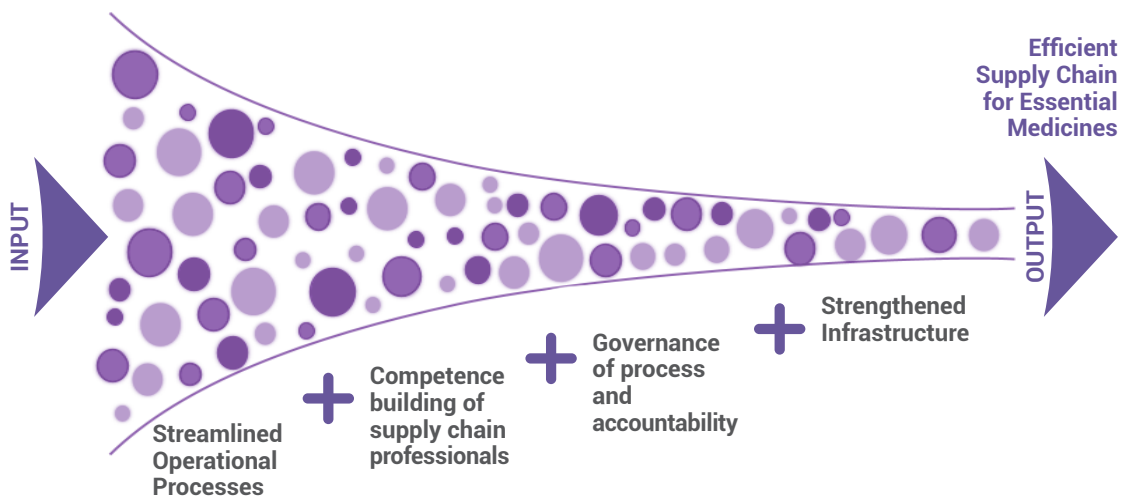 INPUT
Streamlined
Operational
Processes
Competence
building of
supply chain
professionals
Governance
of process
and
accountability
Strengthened
Infrastructure
OUTPUT
Efficient
Supply Chain
for Essential
Medicines